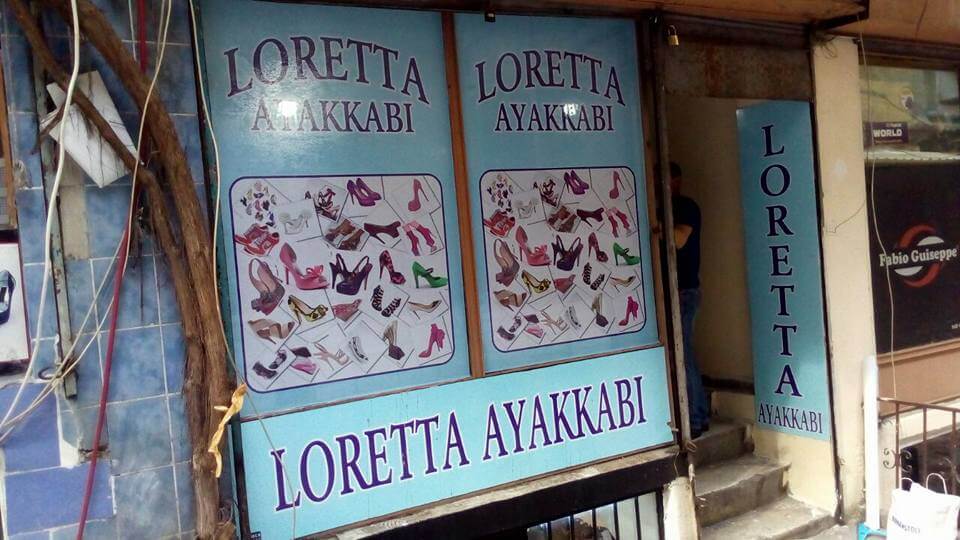 LORETTA
AYAKKABI
LORETTA
AYAKKABI
LORETTA AYAKKABI
LORETTA
AYAKKABI
WORLD
Fabio Guiseppe